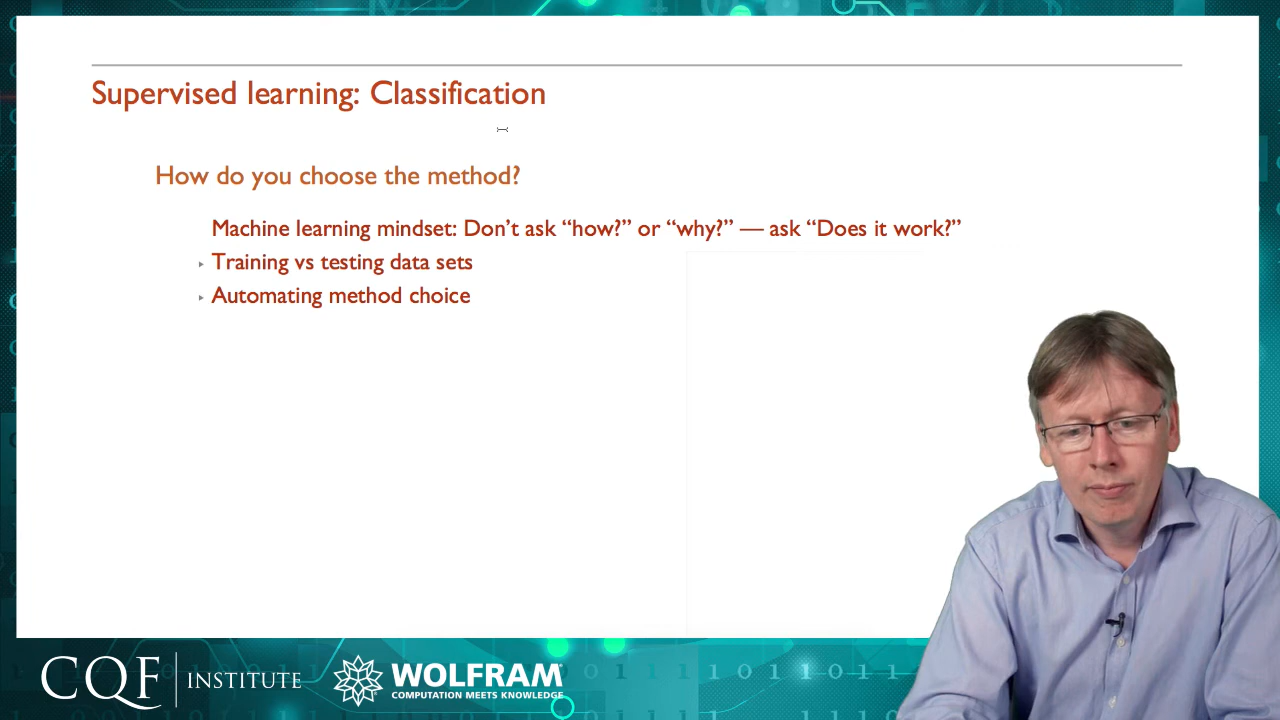 Supervised learning: Classification
How do you choose the method?
Machine learning mindset: Don’t ask “how?” or “why?” — ask “Does it work?”
Training vs testing data sets
Automating method choice
CQF INSTITUTE
WOLFRAM
COMPUTATION MEETS KNOWLEDGE